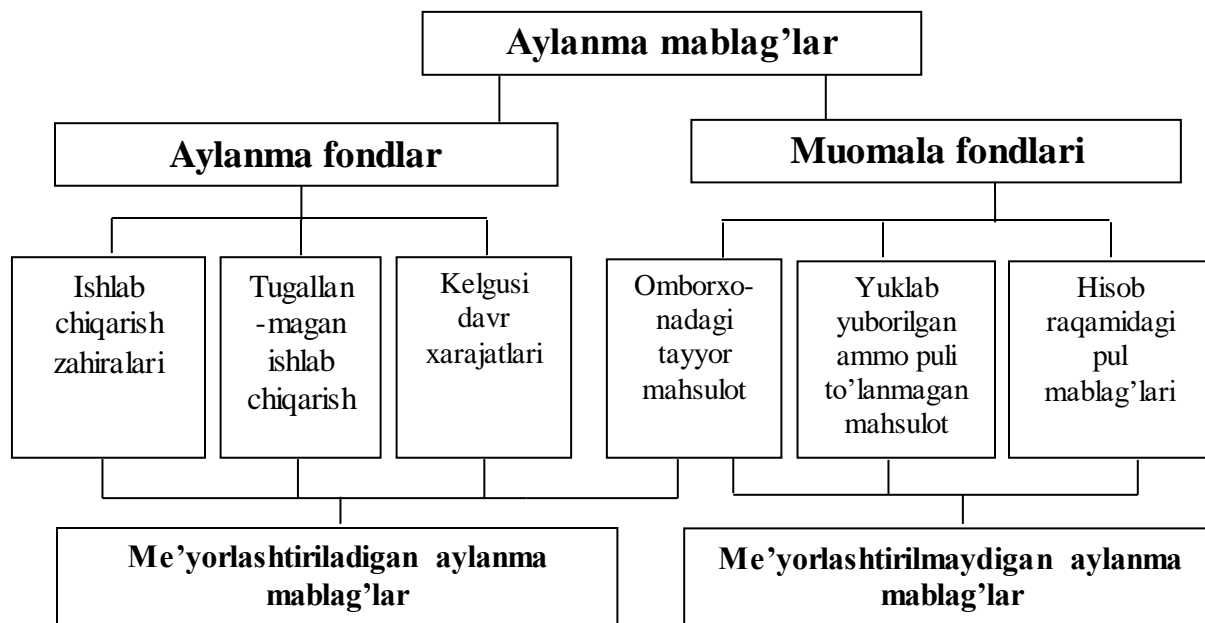 Aylanma mablag’lar
Aylanma fondlar
Muomala fondlari
Ishlab
chiqarish
zahiralari
Tugallan
-magan
ishlab
chiqarish
Kelgusi
davr
xarajatlari
Omborxo-
nadagi
tayyor
mahsulot
Yuklab
yuborilgan
ammo puli
to’lanmagan
mahsulot
Hisob
raqamidagi
pul
mablag’lari
Me’yorlashtiriladigan aylanma
mablag’lar
Me’yorlashtirilmaydigan aylanma
mablag’lar